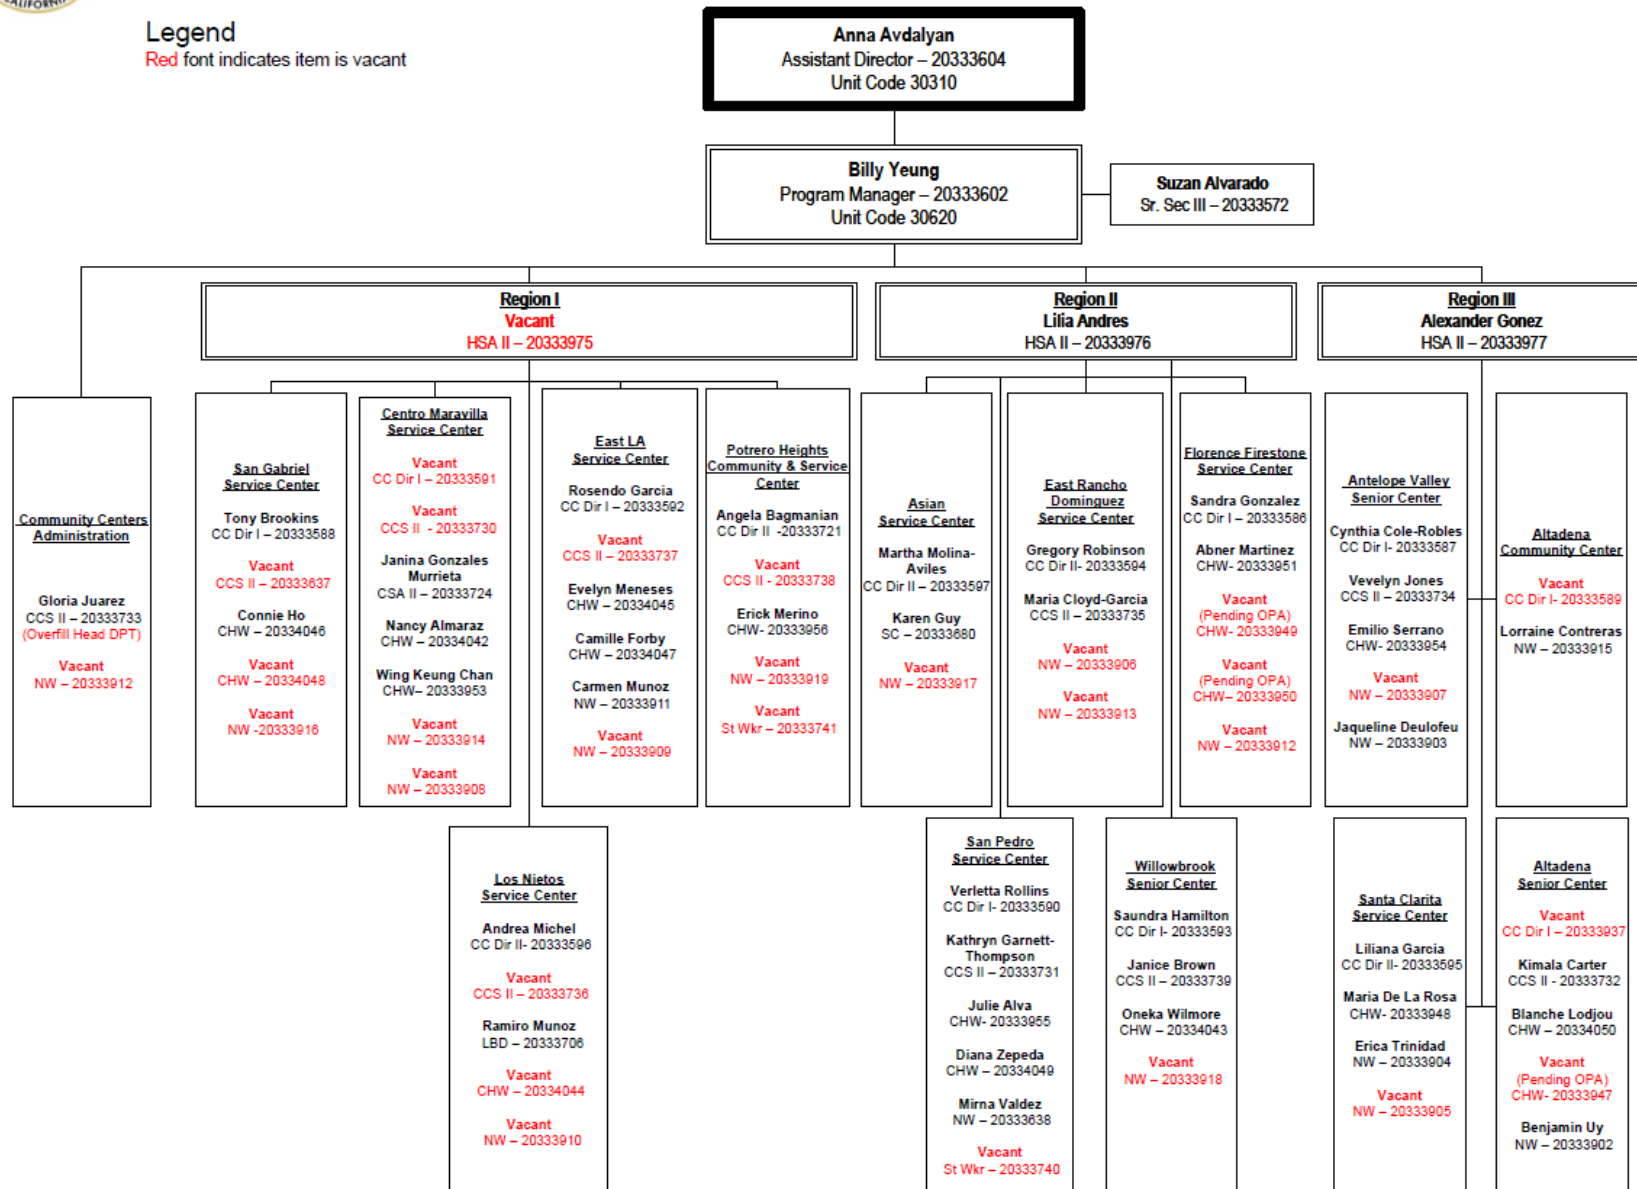 CALIFORNIA
Legend
Red font indicates item is vacant
Anna Avdalyan
Assistant Director – 20333604
Unit Code 30310
Billy Yeung
Program Manager – 20333602
Unit Code 30620
Suzan Alvarado
Sr. Sec III – 20333572
Region I
Vacant
HSA II – 20333975
Region II
Lilia Andres
HSA II – 20333976
Region III
Alexander Gonez
HSA II – 20333977
Community Centers
Administration
Gloria Juarez
CCS II – 20333733
(Overfill Head DPT)
Vacant
NW – 20333912
San Gabriel
Service Center
Tony Brookins
CC Dir I – 20333588
Vacant
CCS II – 20333637
Connie Ho
CHW – 20334046
Vacant
CHW – 20334048
Vacant
NW -20333916
Centro Maravilla
Service Center
Vacant
CC Dir I – 20333591
Vacant
CCS II - 20333730
Janina Gonzales
Murrieta
CSA II – 20333724
Nancy Almaraz
CHW – 20334042
Wing Keung Chan
CHW– 20333953
Vacant
NW – 20333914
Vacant
NW – 20333908
East LA
Service Center
Rosendo Garcia
CC Dir I – 20333592
Vacant
CCS II – 20333737
Evelyn Meneses
CHW – 20334045
Camille Forby
CHW – 20334047
Carmen Munoz
NW – 20333911
Vacant
NW – 20333909
Potrero Heights
Community & Service
Center
Angela Bagmanian
CC Dir II -20333721
Vacant
CCS II - 20333738
Erick Merino
CHW- 20333956
Vacant
NW – 20333919
Vacant
St Wkr – 20333741
Asian
Service Center
Martha Molina-
Aviles
CC Dir II – 20333597
Karen Guy
SC – 20333680
Vacant
NW – 20333917
East Rancho
Dominguez
Service Center
Gregory Robinson
CC Dir II- 20333594
Maria Cloyd-Garcia
CCS II – 20333735
Vacant
NW – 20333906
Vacant
NW – 20333913
Florence Firestone
Service Center
Sandra Gonzalez
CC Dir I – 20333586
Abner Martinez
CHW- 20333951
Vacant
(Pending OPA)
CHW- 20333949
Vacant
(Pending OPA)
CHW– 20333950
Vacant
NW – 20333912
Antelope Valley
Senior Center
Cynthia Cole-Robles
CC Dir I- 20333587
Vevelyn Jones
CCS II – 20333734
Emilio Serrano
CHW- 20333954
Vacant
NW – 20333907
Jaqueline Deulofeu
NW – 20333903
Altadena
Community Center
Vacant
CC Dir I- 20333589
Lorraine Contreras
NW – 20333915
Los Nietos
Service Center
Andrea Michel
CC Dir II- 20333596
Vacant
CCS II – 20333736
Ramiro Munoz
LBD – 20333706
Vacant
CHW – 20334044
Vacant
NW – 20333910
San Pedro
Service Center
Verletta Rollins
CC Dir I- 20333590
Kathryn Garnett-
Thompson
CCS II – 20333731
Julie Alva
CHW- 20333955
Diana Zepeda
CHW – 20334049
Mirna Valdez
NW – 20333638
Vacant
St Wkr – 20333740
Willowbrook
Senior Center
Saundra Hamilton
CC Dir I- 20333593
Janice Brown
CCS II – 20333739
Oneka Wilmore
CHW – 20334043
Vacant
NW – 20333918
Santa Clarita
Service Center
Liliana Garcia
CC Dir II- 20333595
Maria De La Rosa
CHW- 20333948
Erica Trinidad
NW – 20333904
Vacant
NW – 20333905
Altadena
Senior Center
Vacant
CC Dir I – 20333937
Kimala Carter
CCS II - 20333732
Blanche Lodjou
CHW – 20334050
Vacant
(Pending OPA)
CHW- 20333947
Benjamin Uy
NW – 20333902